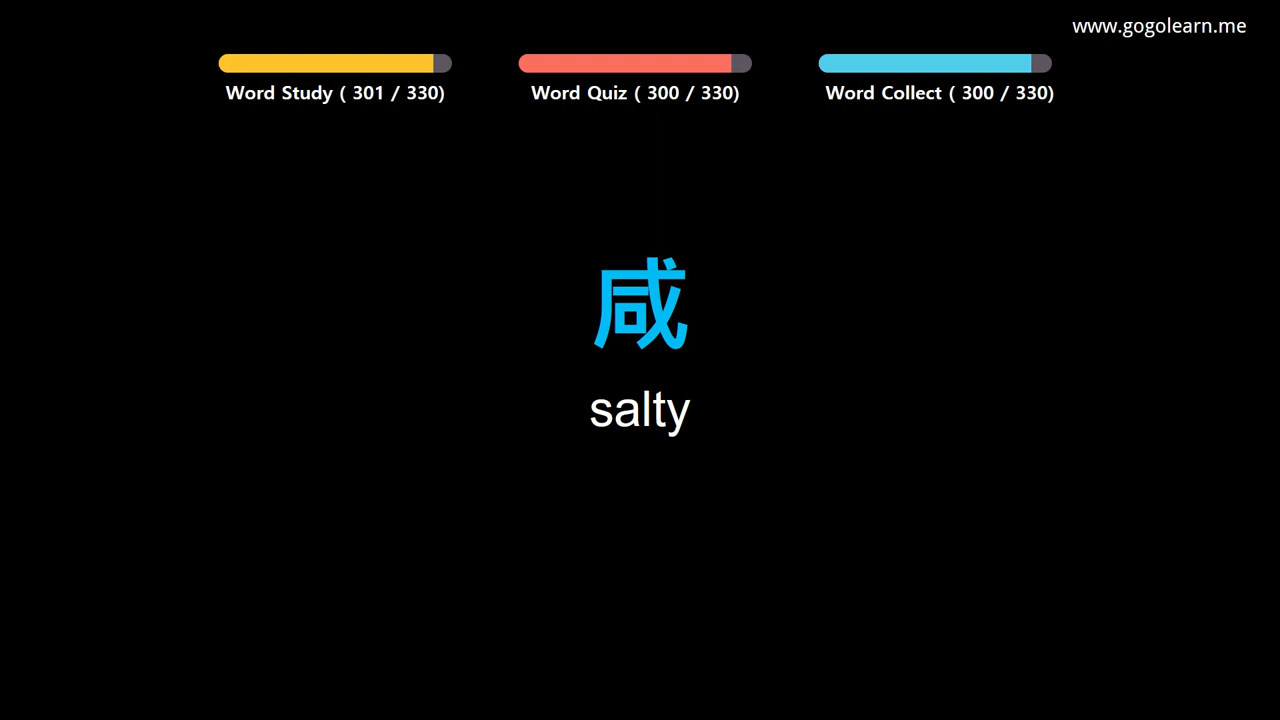 www.gogolearn.me
Word Study ( 301 / 330)
Word Quiz ( 300 / 330)
Word Collect ( 300 / 330)
咸
salty